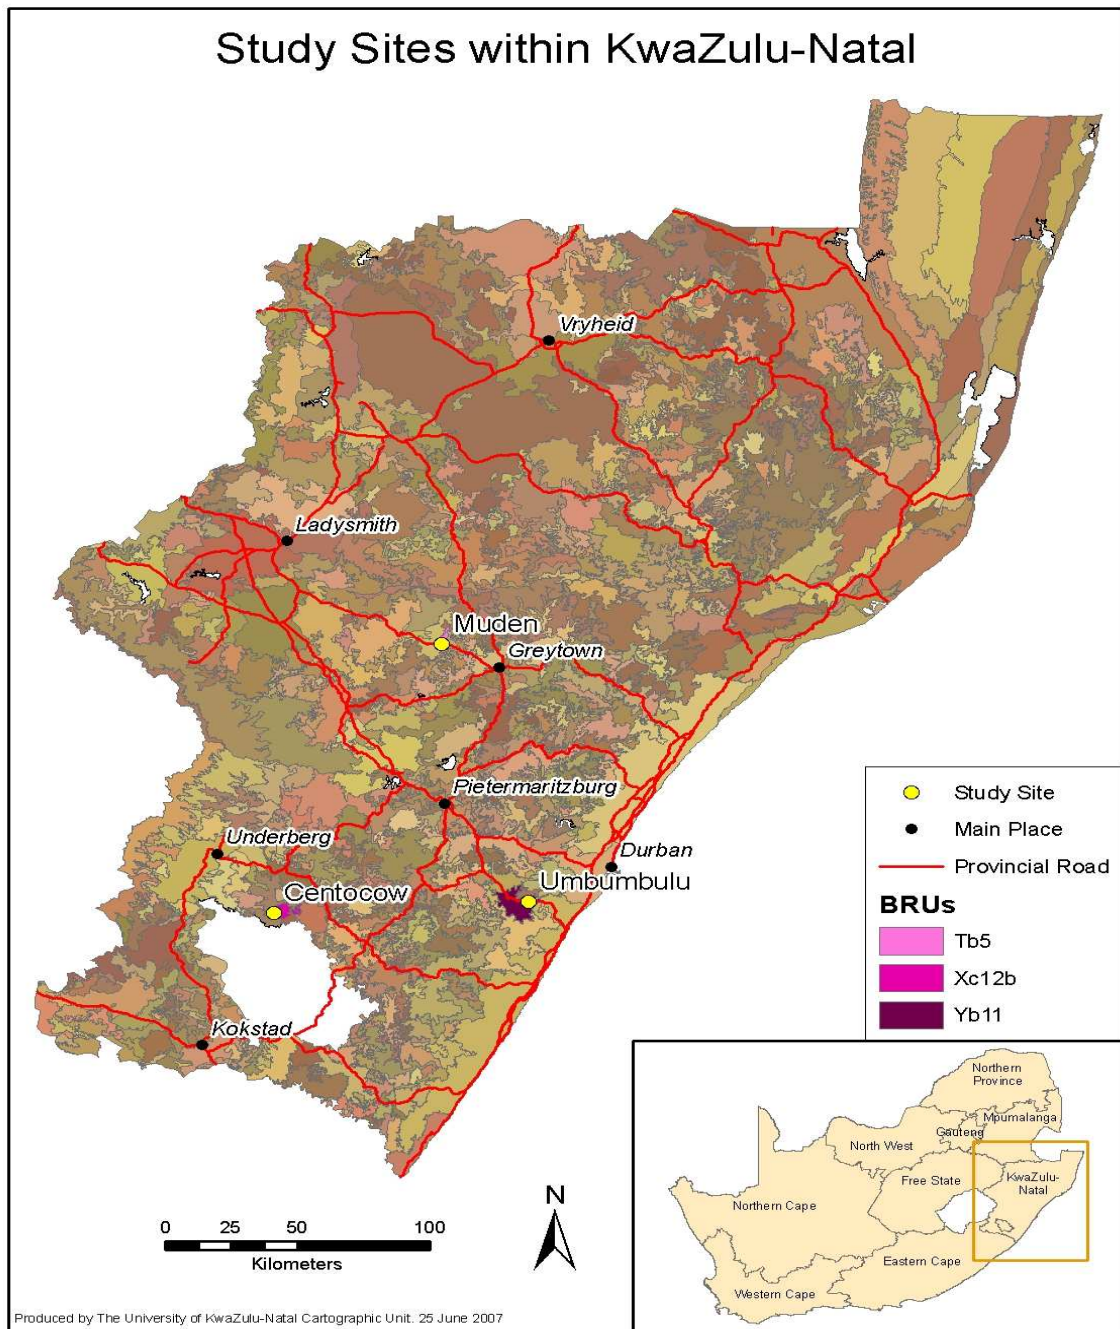 Study Sites within KwaZulu-Natal
Vryheid
Ladysmith
Muden
Greytown
Pietermaritzburg
Underberg
Durban
Centocow
Umbumbulu
Kokstad
Study Site
Main Place
Provincial Road
BRUs
Tb5
Xc12b
Yb11
N
0 25 50 100
Kilometers
Northern
Province
Mpumalanga
Gauteng
North West
Free State
KwaZulu-
Natal
Northern Cape
Eastern Cape
Western Cape
Produced by The University of KwaZulu-Natal Cartographic Unit. 25 June 2007